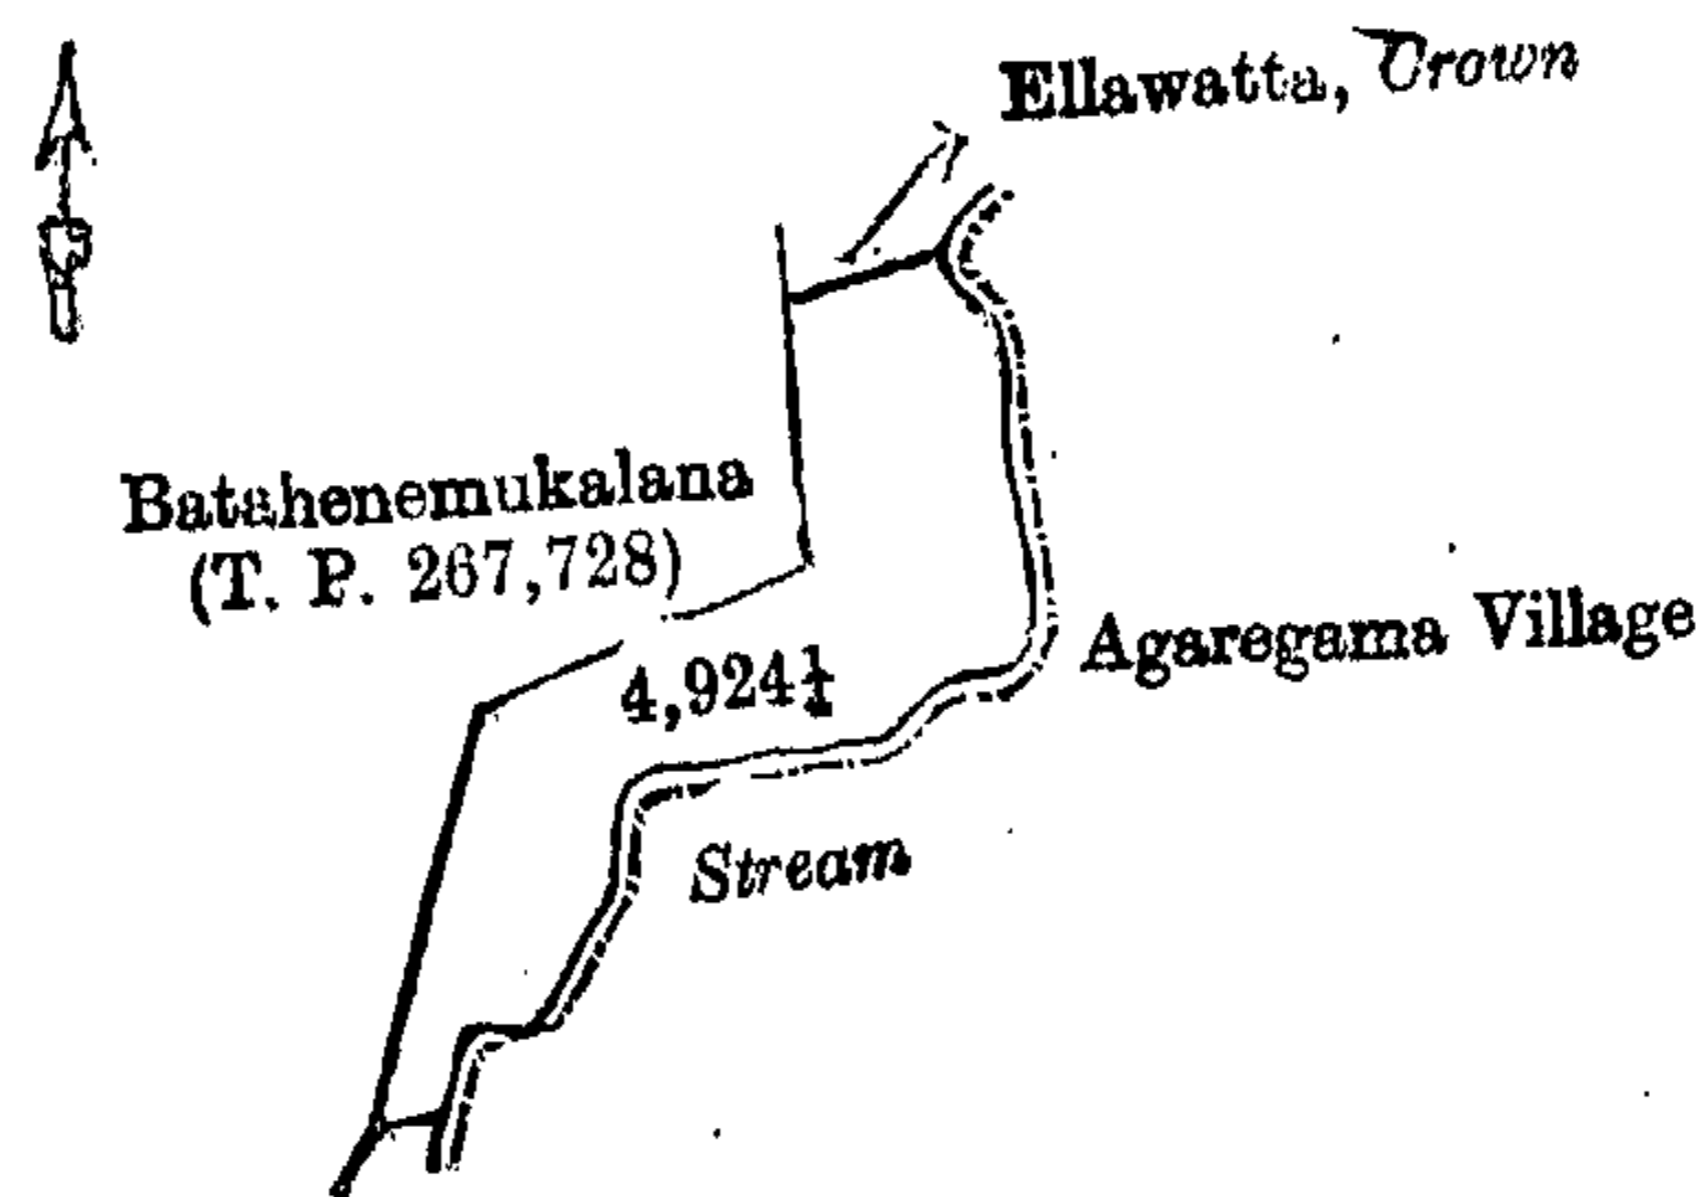 Ellawatta, Crown
Batahenemukalana
(T. P. 267,728)
4,924¼
Agaregama Village
Stream